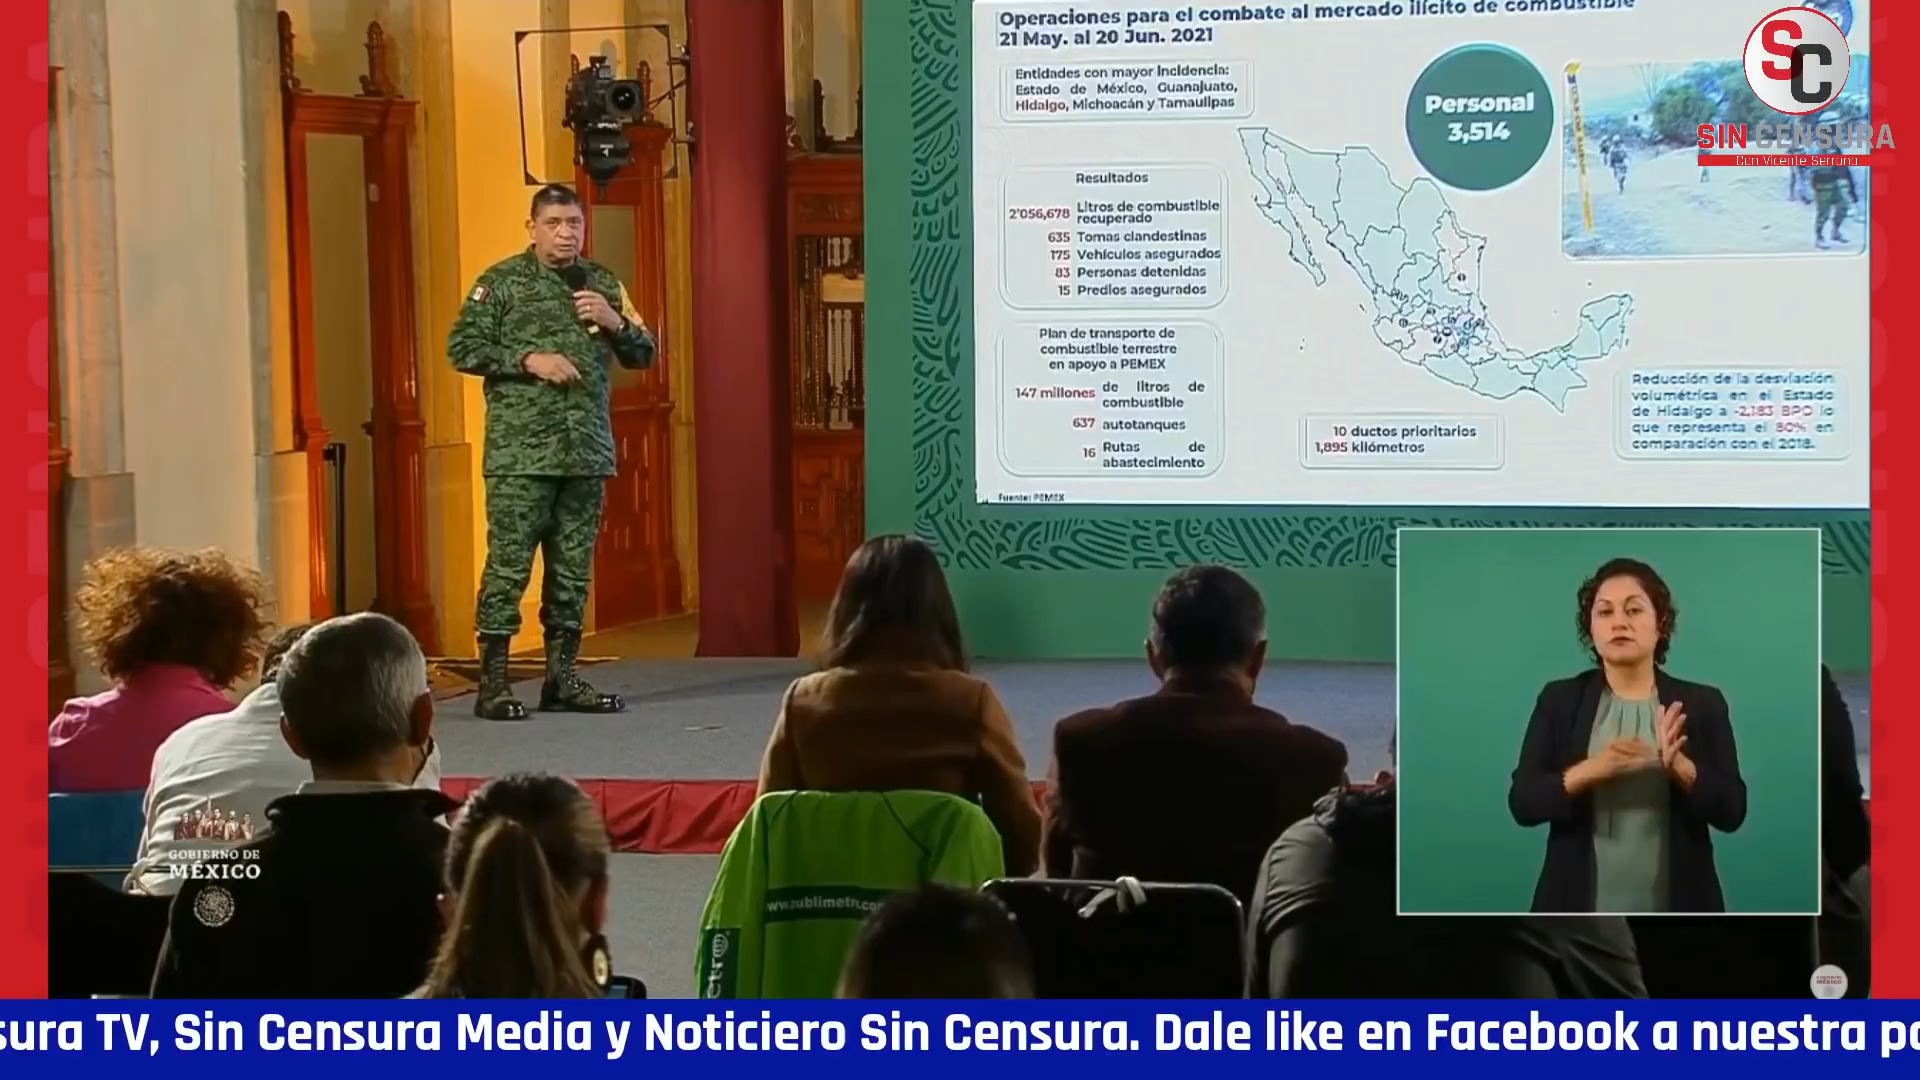 Operaciones para el combate al mercado ilícito de combustible
21 May. al 20 Jun. 2021
Entidades con mayor incidencia:
Estado de México, Guanajuato,
Hidalgo, Michoacán y Tamaulipas
Personal
3,514
SC
SIN CENSURA
Con Vicente Serrano
Resultados
2'056,678 Litros de combustible
recuperado
635 Tomas clandestinas
175 Vehículos asegurados
83 Personas detenidas
15 Predios asegurados
Plan de transporte de
combustible terrestre
en apoyo a PEMEX
147 millones de litros de
combustible
637 autotanques
16 Rutas de
abastecimiento
10 ductos prioritarios
1,895 kilómetros
Reducción de la desviación
volumétrica en el Estado
de Hidalgo a -2,183 BPD lo
que representa el 80% en
comparación con el 2018.
Fuente: PEMEX
GOBIERNO DE
MÉXICO
www.ublimetr.co
etro
sura TV, Sin Censura Media y Noticiero Sin Censura. Dale like en Facebook a nuestra pa